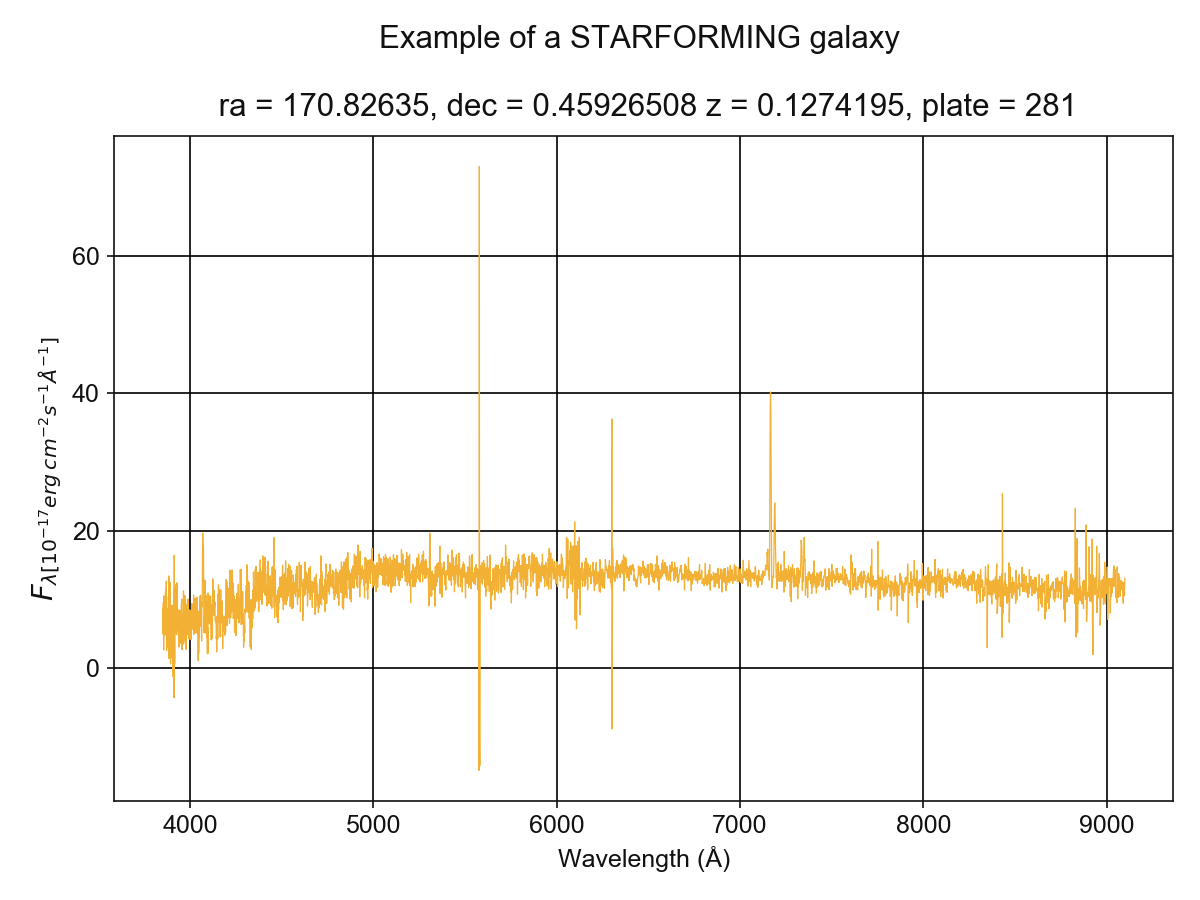 Example of a STARFORMING galaxy
ra = 170.82635, dec = 0.45926508 z = 0.1274195, plate = 281
60
40
20
0
F_{λ[10^{−17}erg cm^{−2}s^{−1}Å^{−1}]}
4000 5000 6000 7000 8000 9000
Wavelength (Å)